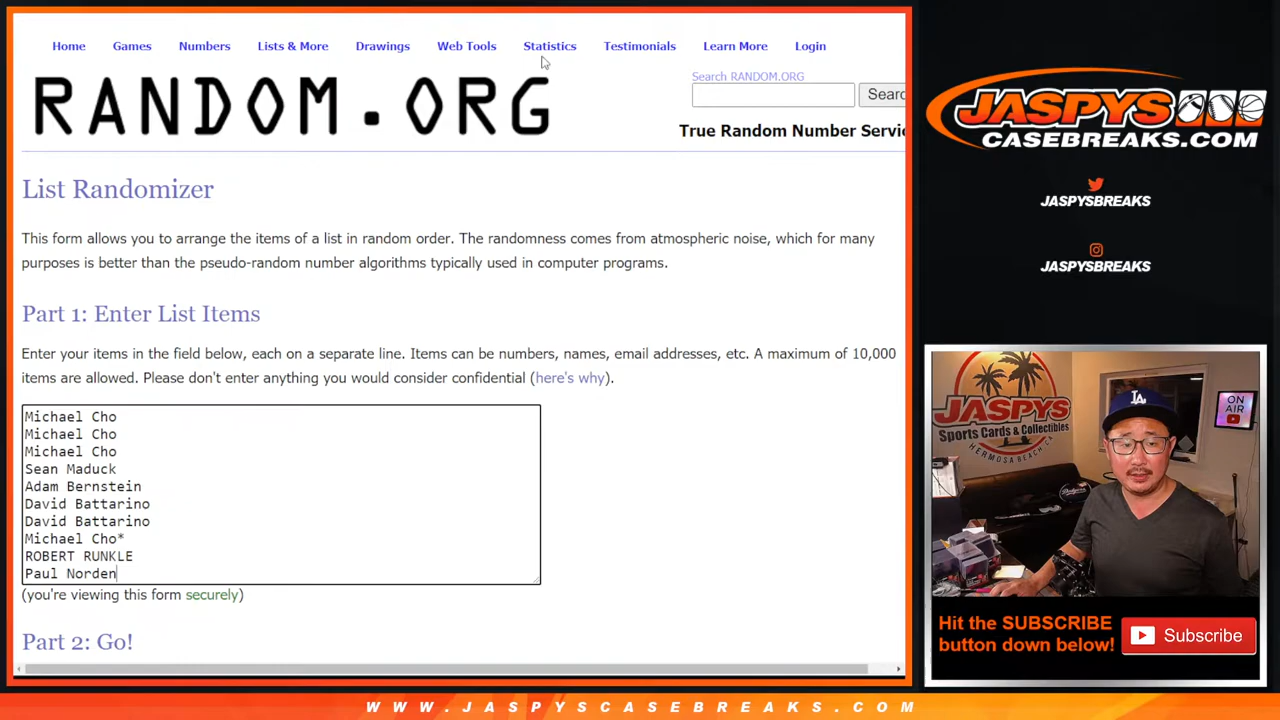 Home Games Numbers Lists & More Drawings Web Tools Statistics Testimonials Learn More Login
RANDOM.ORG
Search RANDOM.ORG
Searc
True Random Number Servic
List Randomizer
This form allows you to arrange the items of a list in random order. The randomness comes from atmospheric noise, which for many
purposes is better than the pseudo-random number algorithms typically used in computer programs.
Part 1: Enter List Items
Enter your items in the field below, each on a separate line. Items can be numbers, names, email addresses, etc. A maximum of 10,000
items are allowed. Please don't enter anything you would consider confidential (here's why).
Michael Cho
Michael Cho
Michael Cho
Sean Maduck
Adam Bernstein
David Battarino
David Battarino
Michael Cho*
ROBERT RUNKLE
Paul Norden
(you're viewing this form securely)
Part 2: Go!
JASPYS
CASEBREAKS.COM
JASPYSBREAKS
JASPYSBREAKS
JASPYS
Sports Cards & Collectibles
HERMOSA BEACH CA
ON
AIR
LA
Dodgers
Hit the SUBSCRIBE
button down below!
Subscribe
WWW.JASPYSCASEBREAKS.COM